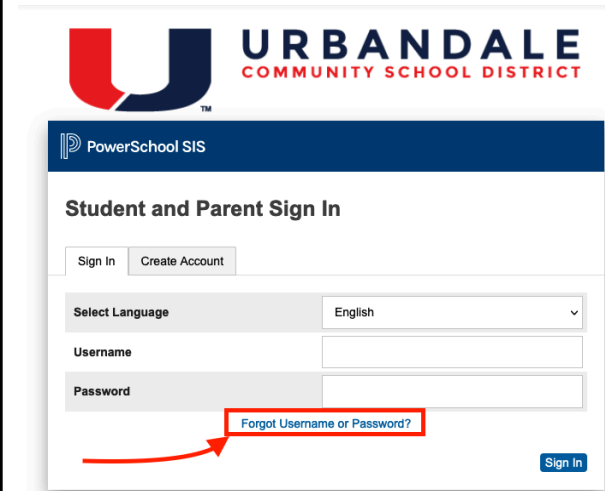 URBANDALE
COMMUNITY SCHOOL DISTRICT
TM
PowerSchool SIS
Student and Parent Sign In
Sign In Create Account
Select Language English
Username
Password
Forgot Username or Password?
Sign In